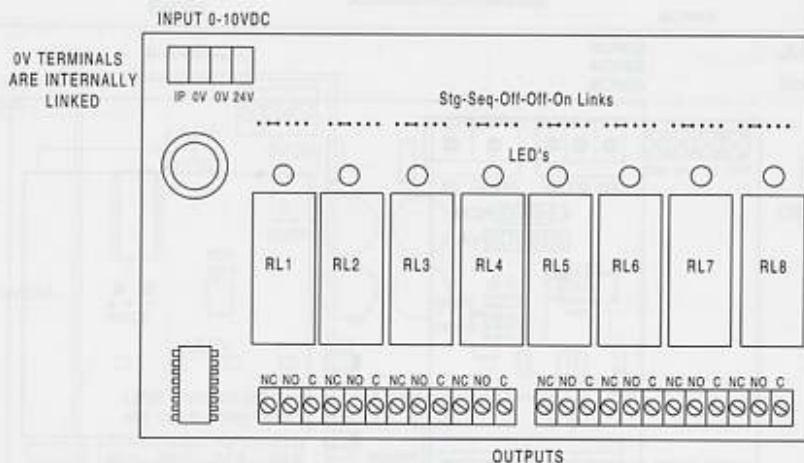 INPUT 0-10VDC
0V TERMINALS
ARE INTERNALLY
LINKED
IP 0V 0V 24V
Stg-Seq-Off-Off-On Links
LED's
RL1 RL2 RL3 RL4 RL5 RL6 RL7 RL8
NC NO C NC NO C NC NO C NC NO C NC NO C NC NO C NC NO C NC NO C
OUTPUTS